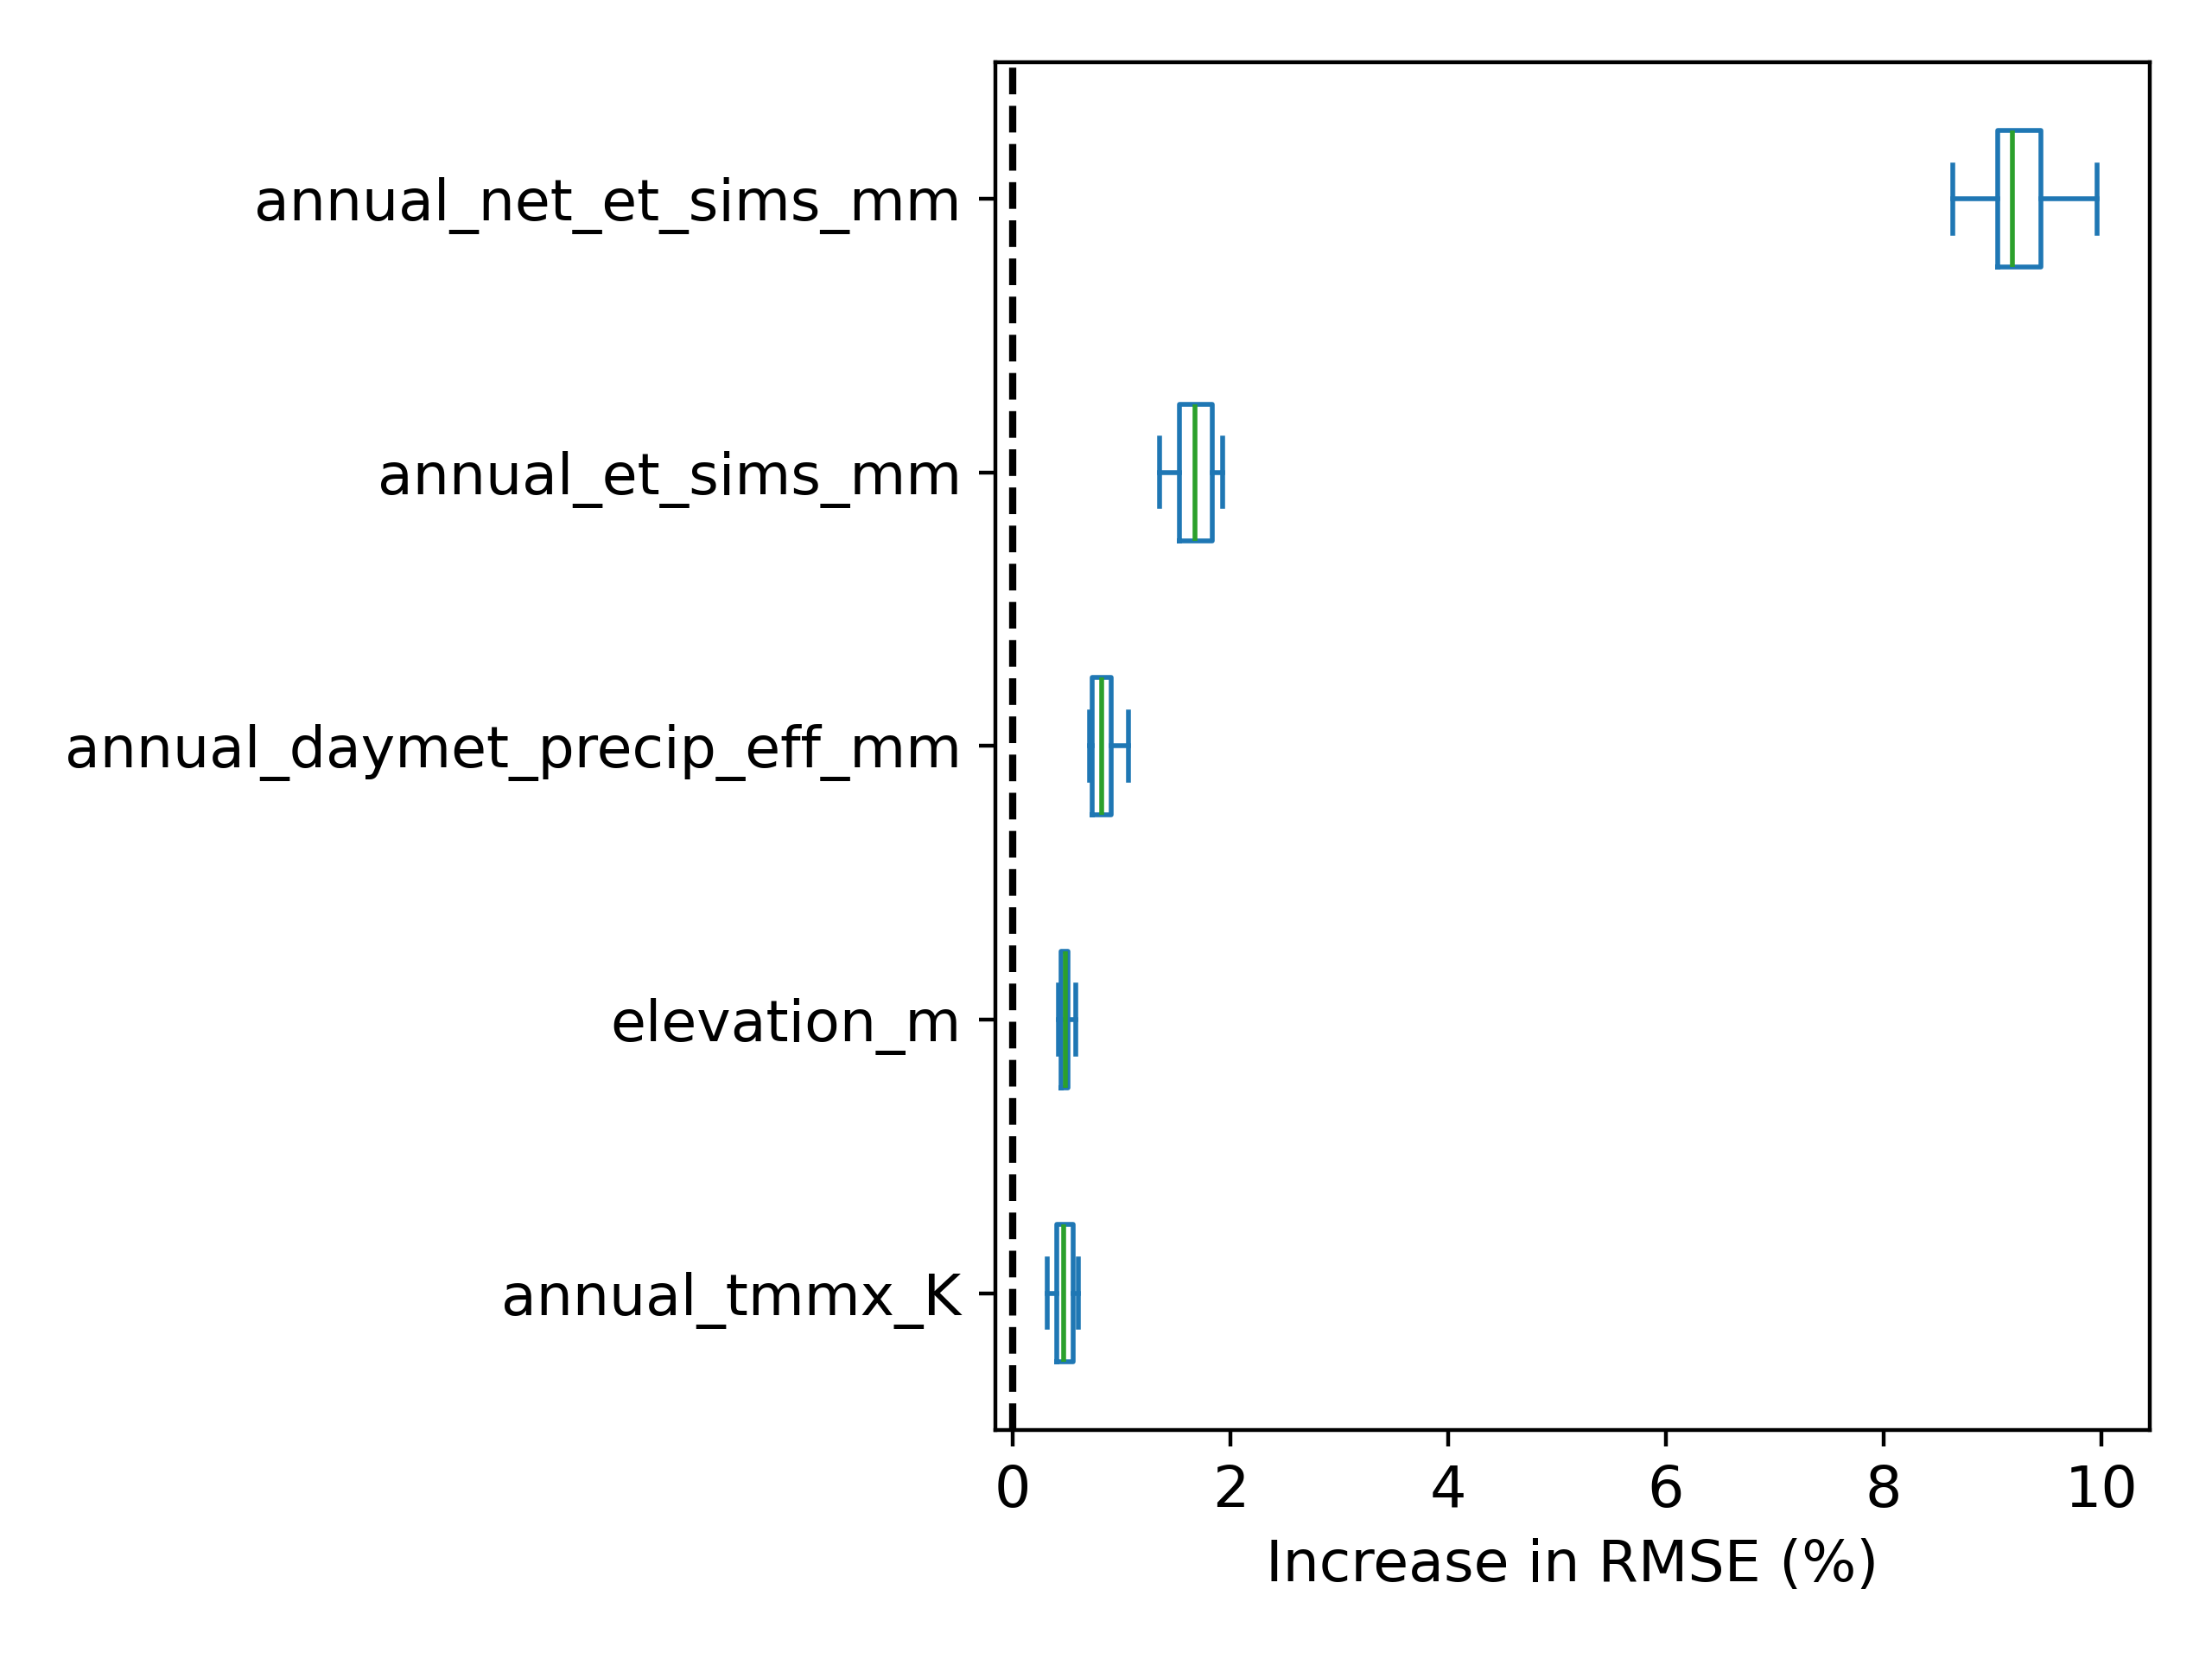 annual_net_et_sims_mm
annual_et_sims_mm
annual_daymet_precip_eff_mm
elevation_m
annual_tmmx_K
0 2 4 6 8 10
Increase in RMSE (%)